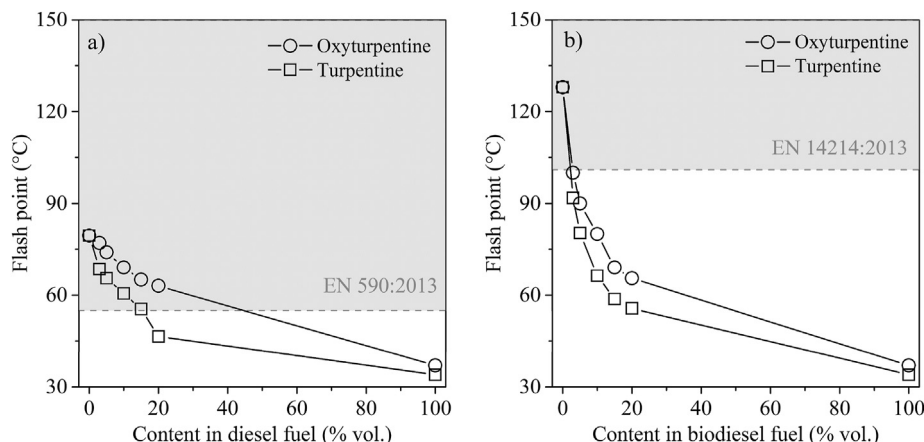 a)
Oxyturpentine
Turpentine
EN 590:2013
Flash point (°C)
150
120
90
60
30
0 20 40 60 80 100
Content in diesel fuel (% vol.)
b)
Oxyturpentine
Turpentine
EN 14214:2013
Flash point (°C)
150
120
90
60
30
0 20 40 60 80 100
Content in biodiesel fuel (% vol.)